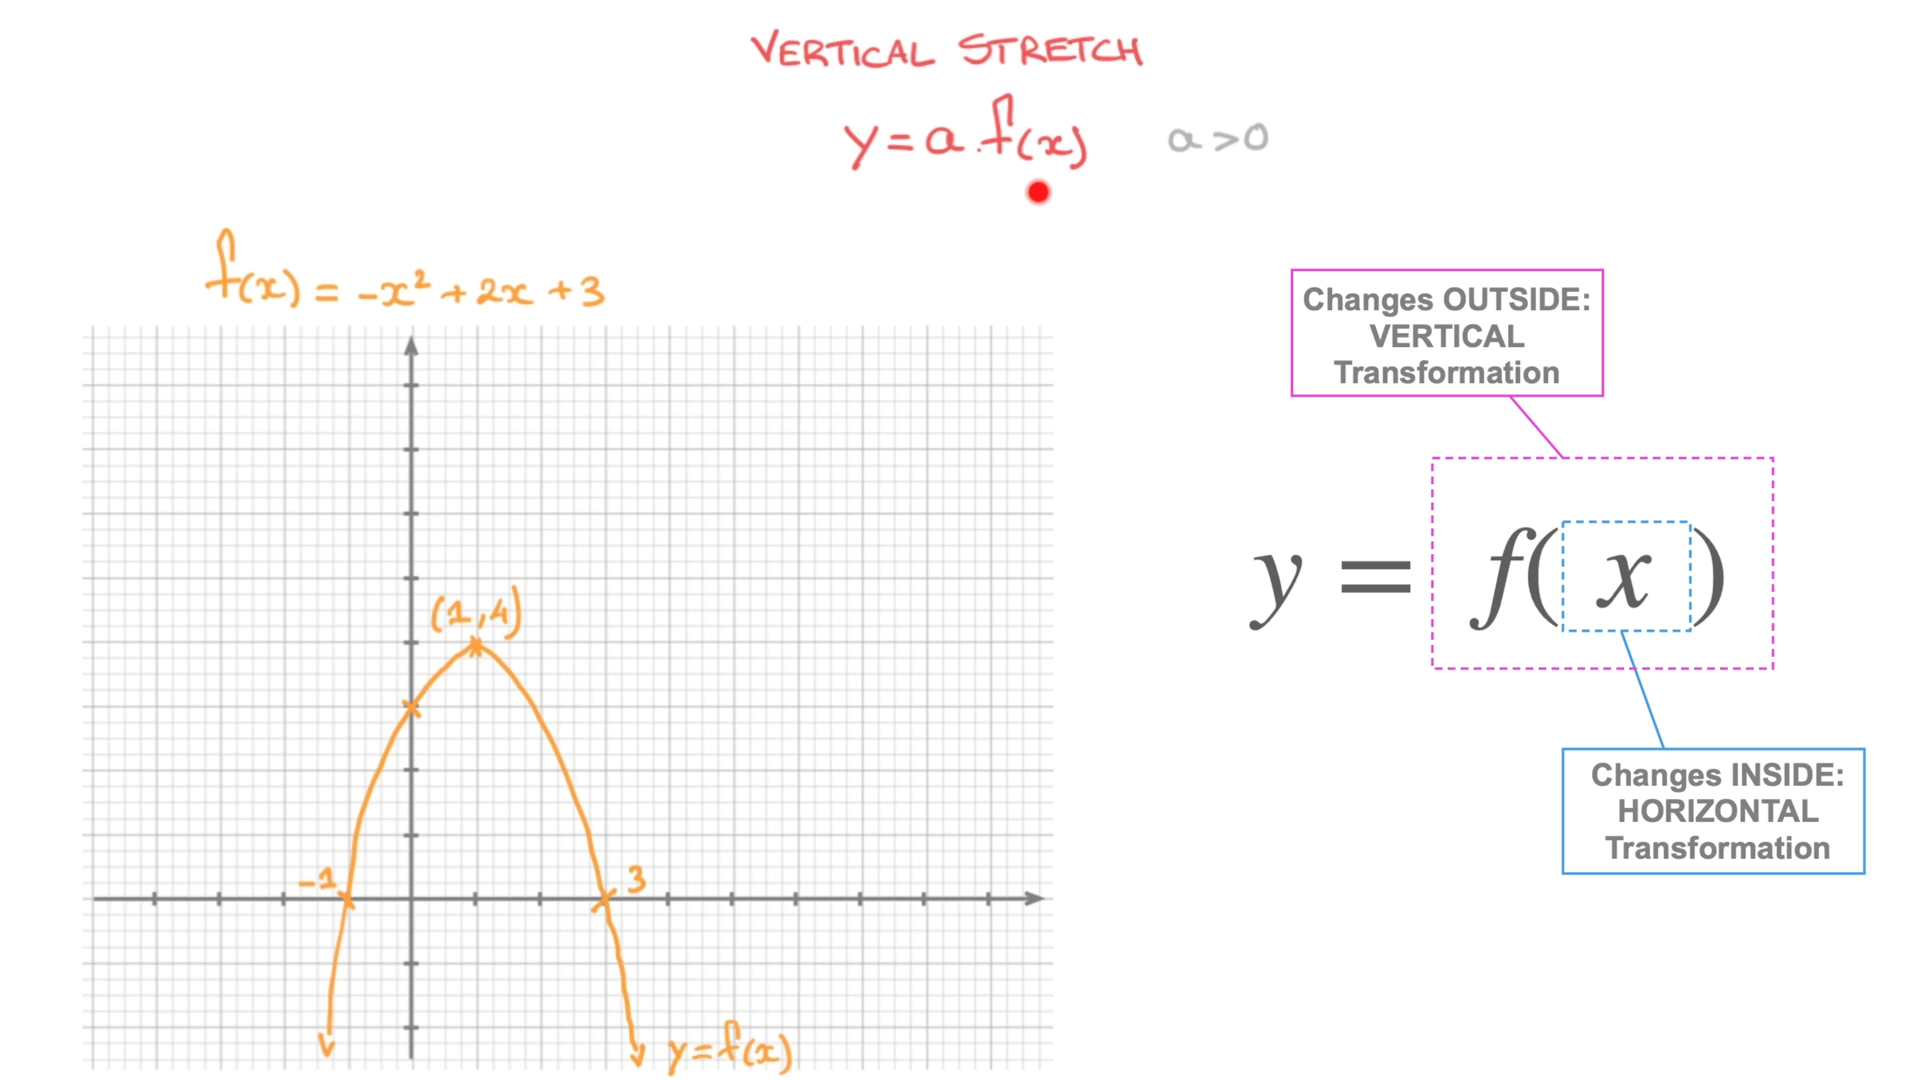 VERTICAL STRETCH
y = a.f(x)    a > 0
f(x) = -x² + 2x + 3
Changes OUTSIDE:
VERTICAL
Transformation
(1,4)
y = f( x )
Changes INSIDE:
HORIZONTAL
Transformation
-1
3
y=f(x)